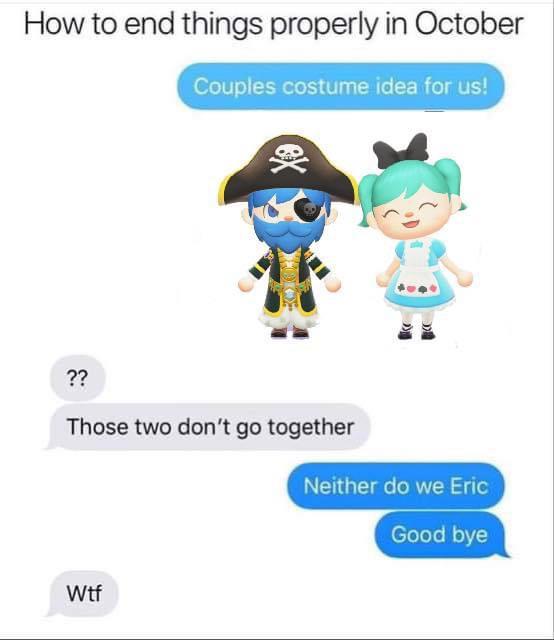 How to end things properly in October
Couples costume idea for us!
??
Those two don't go together
Neither do we Eric
Good bye
Wtf